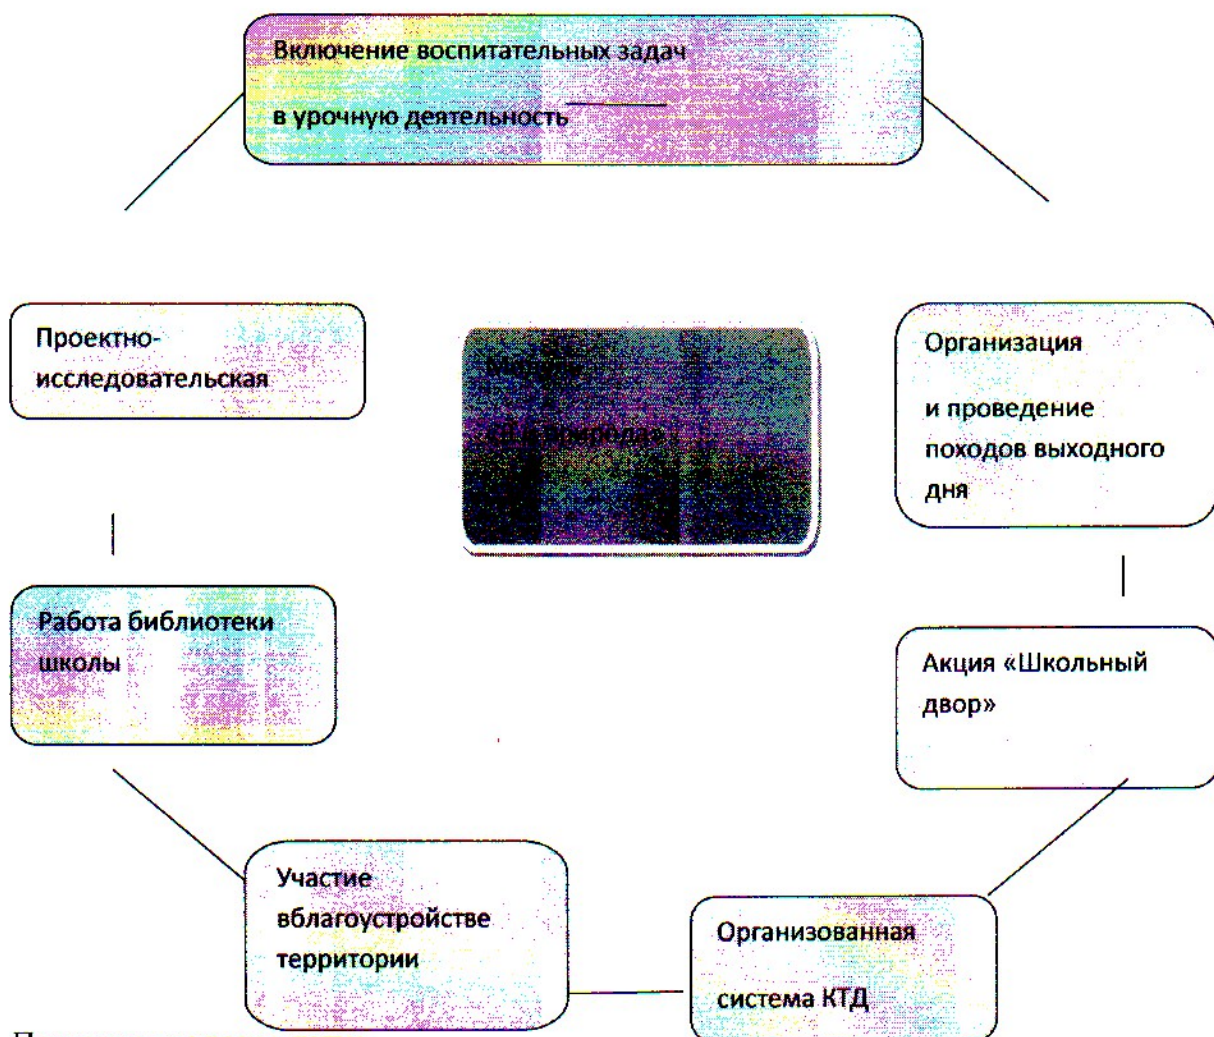 Включение воспитательных задач
в урочную деятельность
Проектно-
исследовательская
Организация
и проведение
походов выходного
дня
природа»
Работа библиотеки
школы
Акция «Школьный
двор»
Участие
вблагоустройстве
территории
Организованная
система КТД